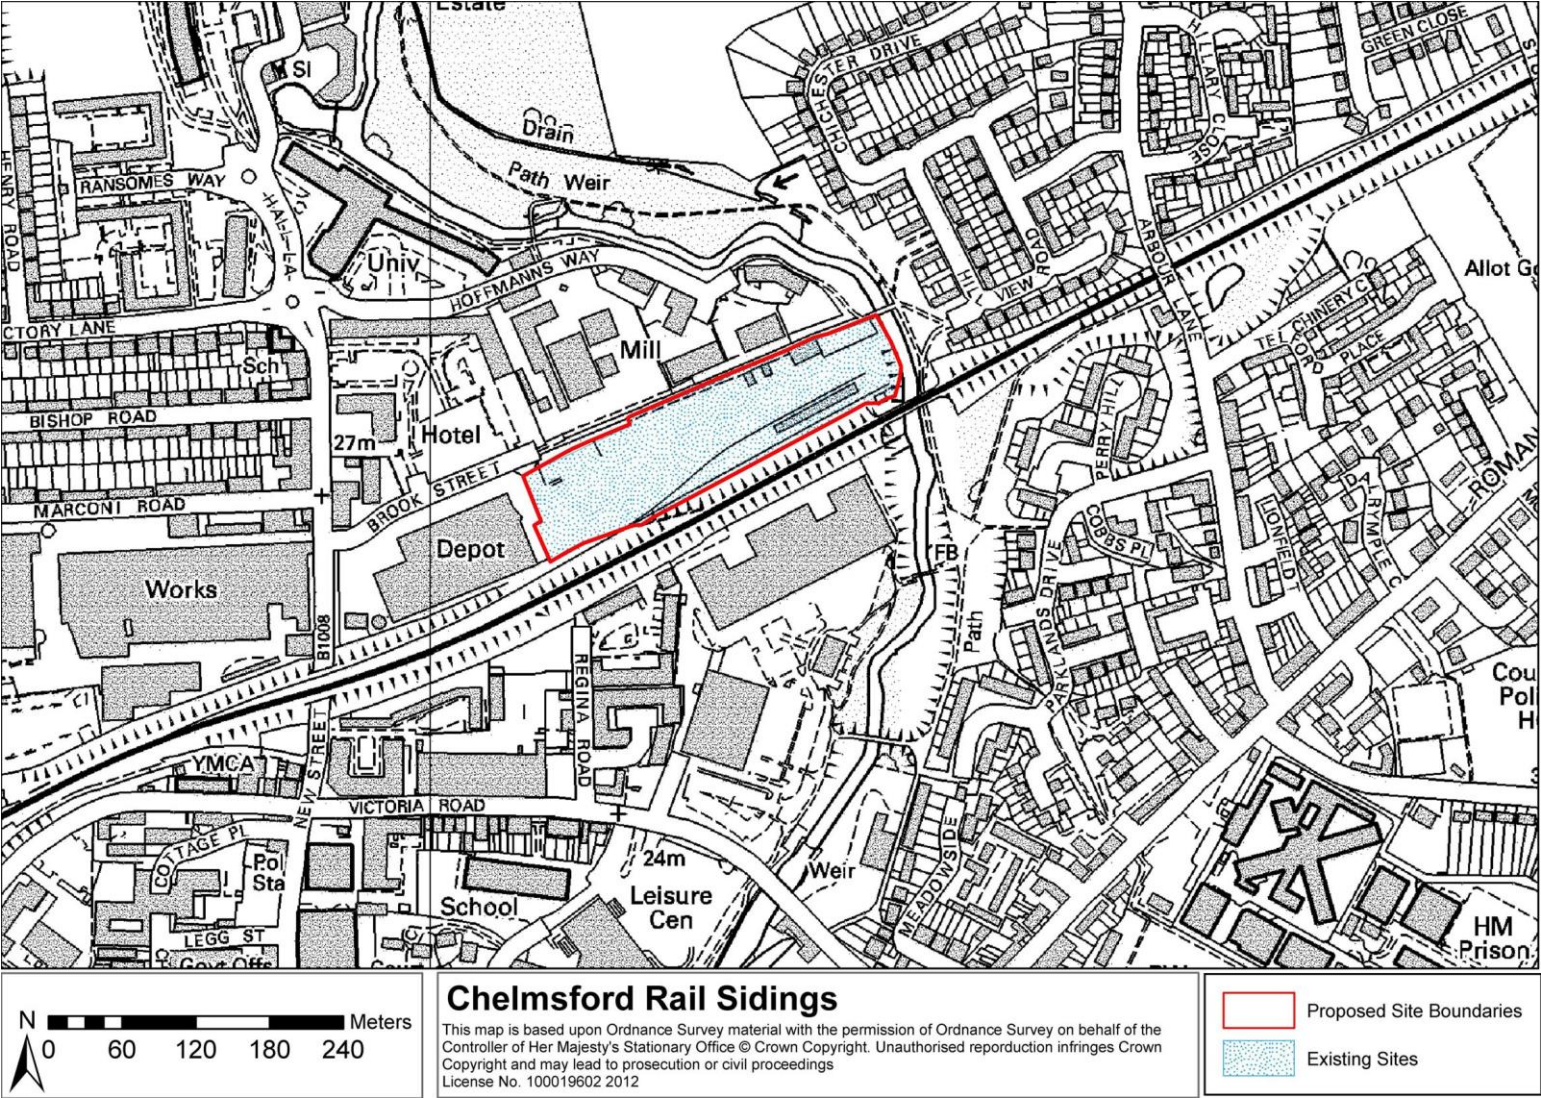 Estate
SI
Drain
Path Weir
CHICHESTER DRIVE
HILLARY CLOSE
GREEN CLOSE
HENRY ROAD
RANSOMES WAY
HALL LA
Univ
HOFFMANNS WAY
HILL VIEW ROAD
ARBOUR LANE
Allot G
CTORY LANE
Sch
Mill
TELFORD PLACE
CHINERY C
BISHOP ROAD
27m
Hotel
PERRY HILL
MARCONI ROAD
BROOK STREET
Depot
Works
B1008
FB
Path
COBBS PL
LIONFIELD
DALRYMPLE C
ROMAN
PARKLANDS DRIVE
REGINA ROAD
Cou
Poli
H
YMCA
NEW STREET
VICTORIA ROAD
COTTAGE PL
Pol
Sta
24m
Weir
MEADOWSIDE
School
Leisure
Cen
LEGG ST
Govt Offs
HM
Prison
N
Meters
0 60 120 180 240
Chelmsford Rail Sidings
This map is based upon Ordnance Survey material with the permission of Ordnance Survey on behalf of the
Controller of Her Majesty's Stationary Office © Crown Copyright. Unauthorised reporduction infringes Crown
Copyright and may lead to prosecution or civil proceedings
License No. 100019602 2012
Proposed Site Boundaries
Existing Sites